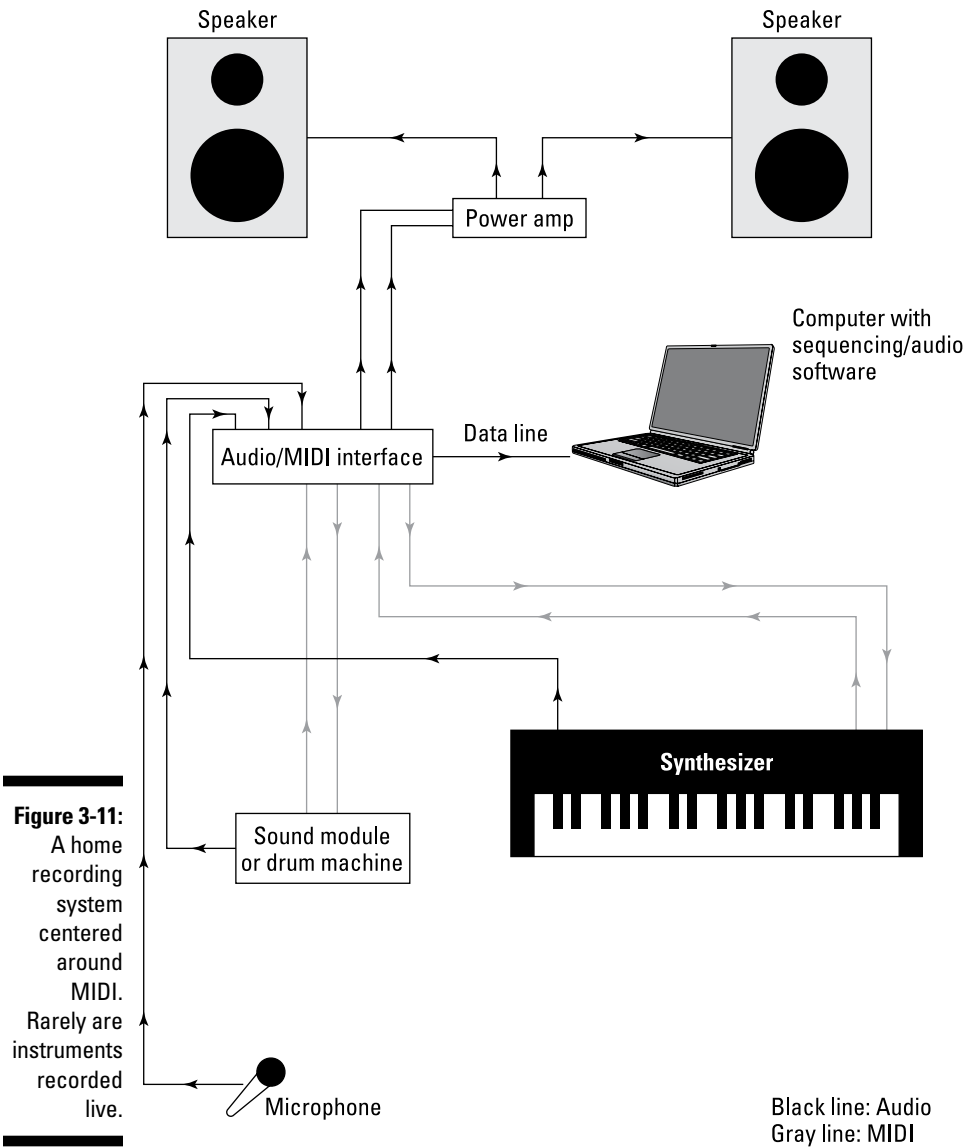 Speaker
Speaker
Power amp
Computer with
sequencing/audio
software
Data line
Audio/MIDI interface
Synthesizer
Sound module
or drum machine
Figure 3-11:
A home
recording
system
centered
around
MIDI.
Rarely are
instruments
recorded
live.
Microphone
Black line: Audio
Gray line: MIDI